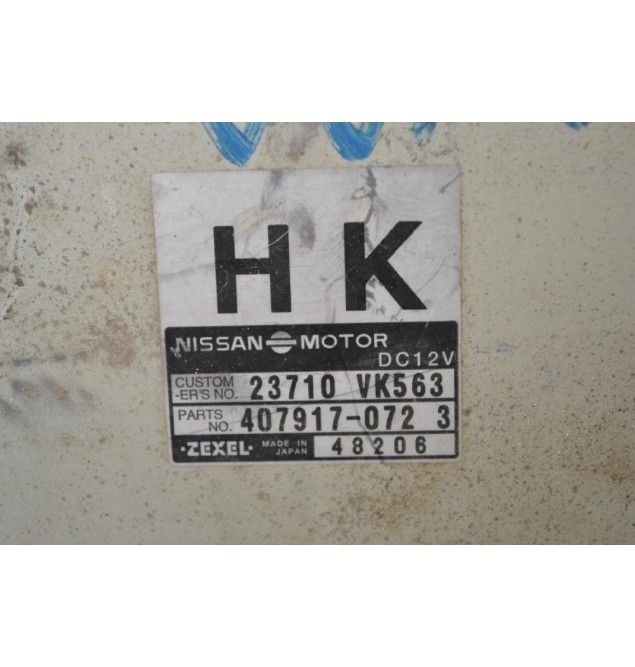 HK
NISSAN MOTOR
DC12V
CUSTOM
-ER'S NO. 23710 VK563
PARTS
NO. 407917-072 3
·ZEXEL· MADE IN
JAPAN 48206